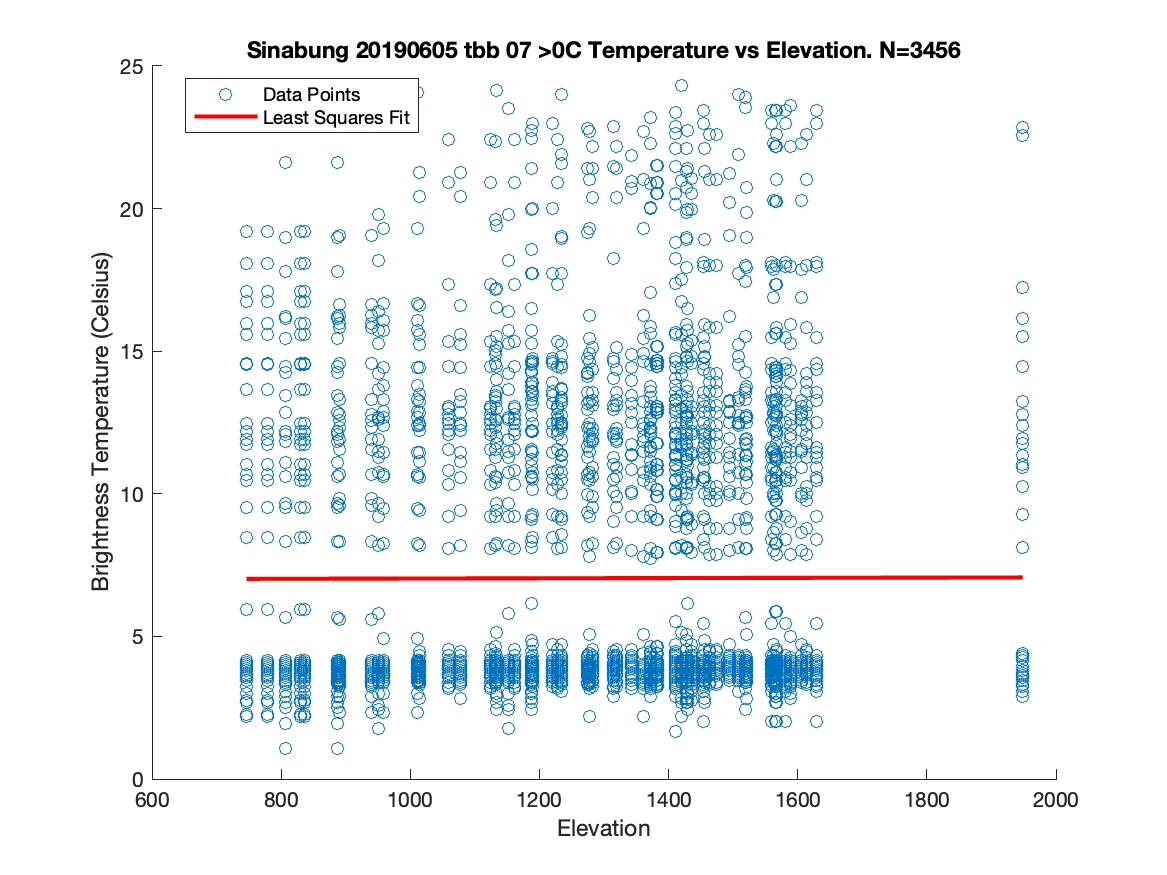 Sinabung 20190605 tbb 07 >0C Temperature vs Elevation. N=3456
Data Points
Least Squares Fit
Brightness Temperature (Celsius)
25
20
15
10
5
0
600 800 1000 1200 1400 1600 1800 2000
Elevation